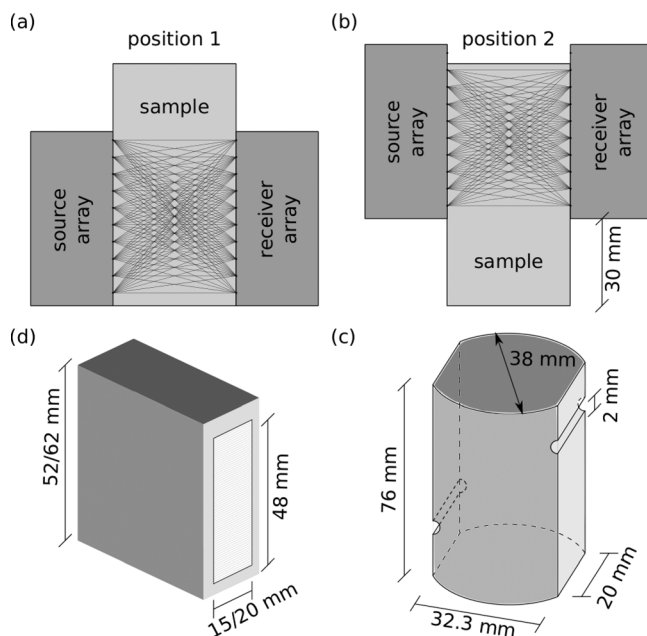 (a)
position 1
sample
source
array
receiver
array
(b)
position 2
source
array
receiver
array
sample
30 mm
(d)
52/62 mm
48 mm
15/20 mm
(c)
38 mm
2 mm
76 mm
20 mm
32.3 mm